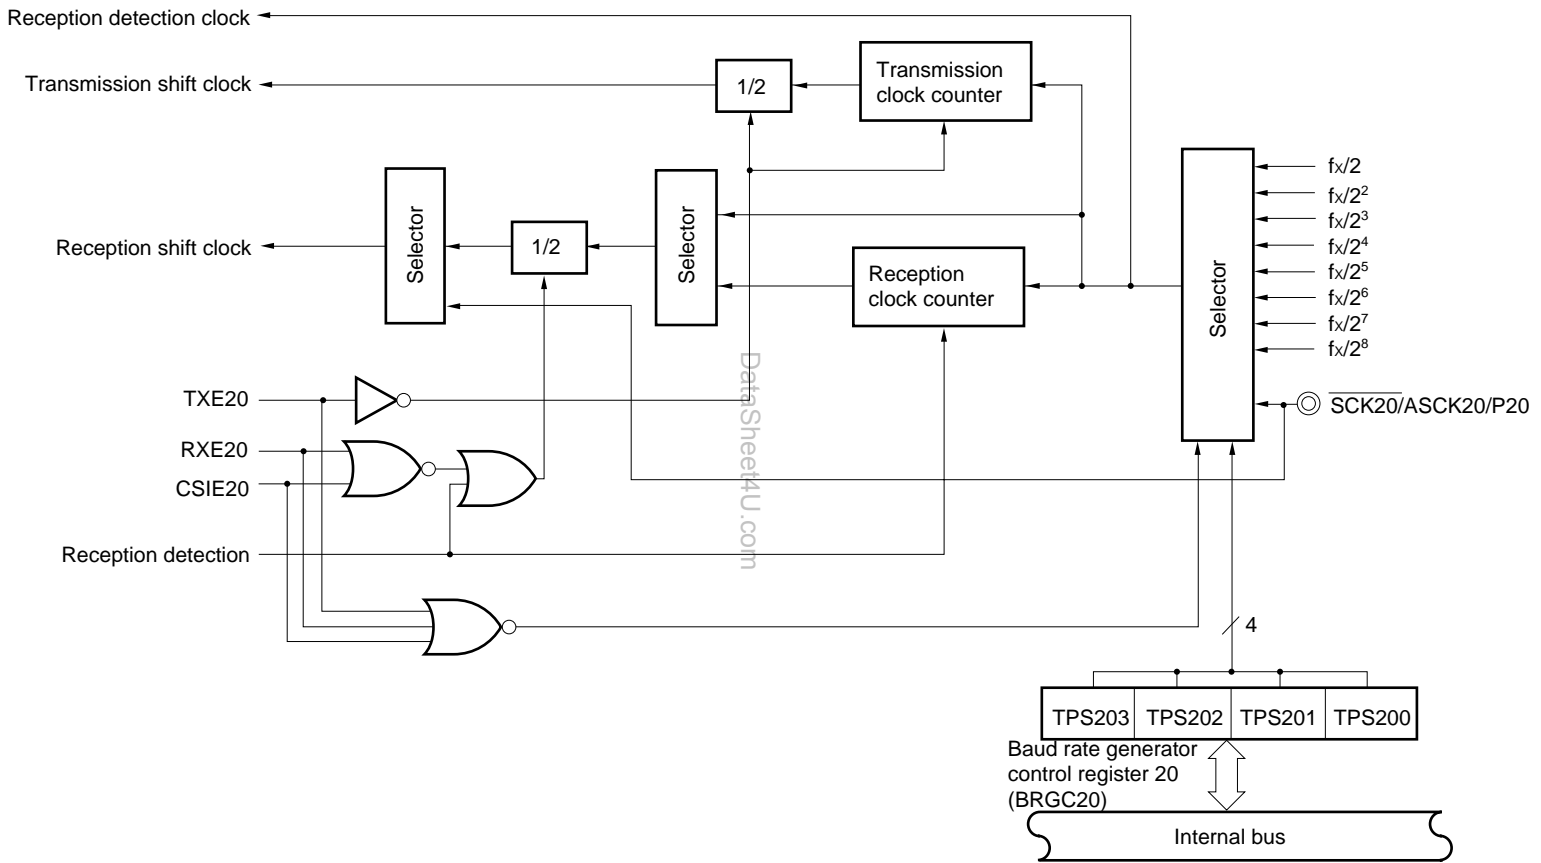 Reception detection clock
Transmission shift clock
1/2
Transmission
clock counter
Selector
Reception shift clock
Selector
1/2
Selector
Reception
clock counter
fX/2
fX/2²
fX/2³
fX/2⁴
fX/2⁵
fX/2⁶
fX/2⁷
fX/2⁸
SCK20/ASCK20/P20
TXE20
RXE20
CSIE20
Reception detection
DataSheet4U.com
4
TPS203 TPS202 TPS201 TPS200
Baud rate generator
control register 20
(BRGC20)
Internal bus